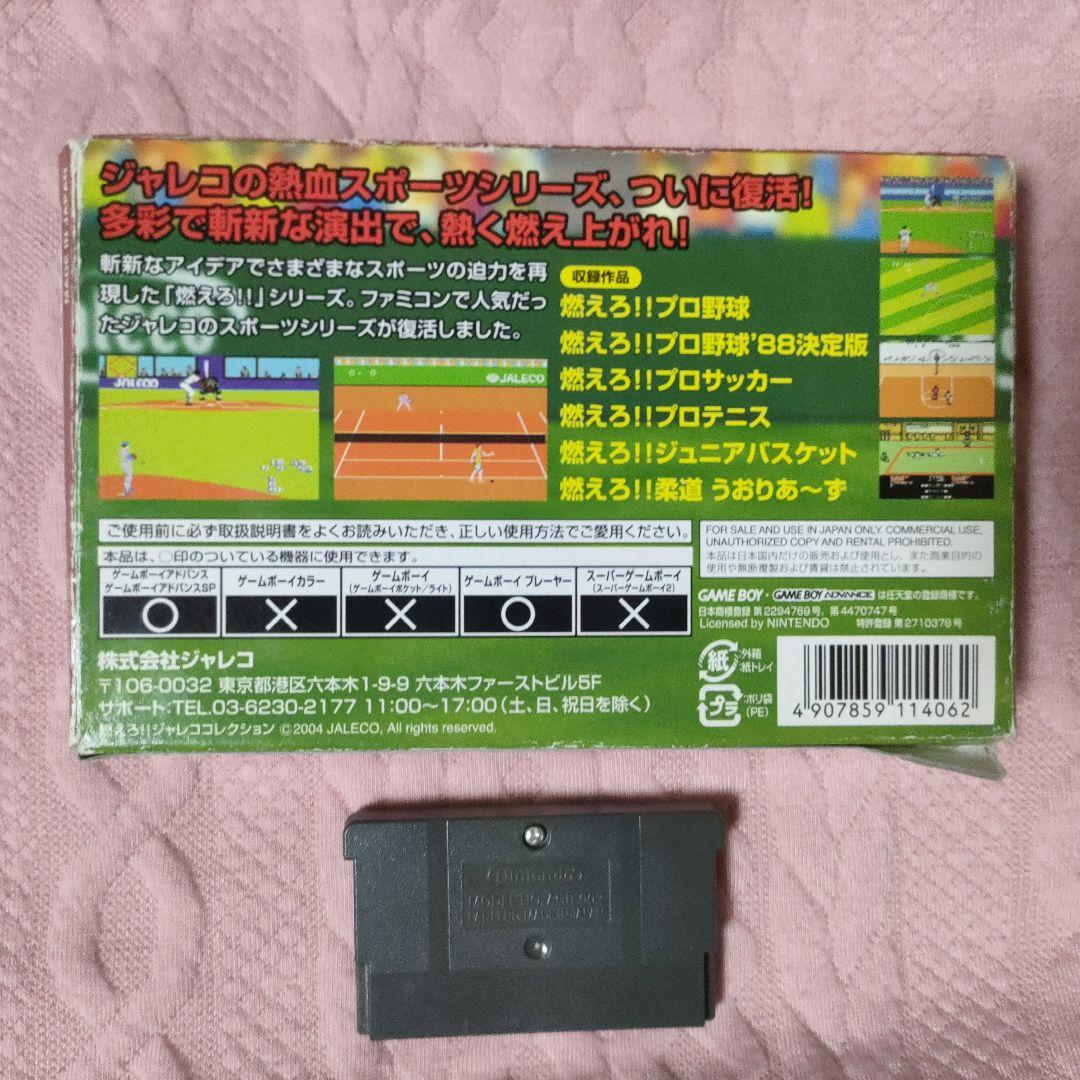 MADE IN JAPAN
ジャレコの熱血スポーツシリーズ、ついに復活!
多彩で斬新な演出で、熱く燃え上がれ!
斬新なアイデアでさまざまなスポーツの迫力を再
現した「燃えろ!!」シリーズ。ファミコンで人気だっ
たジャレコのスポーツシリーズが復活しました。
収録作品
燃えろ!!プロ野球
燃えろ!!プロ野球'88決定版
燃えろ!!プロサッカー
燃えろ!!プロテニス
燃えろ!!ジュニアバスケット
燃えろ!!柔道 うおりあ〜ず
JALECO
JALECO
ご使用前に必ず取扱説明書をよくお読みいただき、正しい使用方法でご愛用ください。
本品は、○印のついている機器に使用できます。
ゲームボーイアドバンス
ゲームボーイアドバンスSP
○
ゲームボーイカラー
×
ゲームボーイ
(ゲームボーイポケット/ライト)
×
ゲームボーイ プレーヤー
○
スーパーゲームボーイ
(スーパーゲームボーイ2)
×
FOR SALE AND USE IN JAPAN ONLY. COMMERCIAL USE,
UNAUTHORIZED COPY AND RENTAL PROHIBITED.
本品は日本国内だけの販売および使用とし、また商業目的の
使用や無断複製および賃貸は禁止されています。
GAME BOY・GAME BOY ADVANCE は任天堂の登録商標です。
日本商標登録 第2294769号、第4470747号
Licensed by NINTENDO 特許登録 第2710378号
株式会社ジャレコ
〒106-0032 東京都港区六本木1-9-9 六本木ファーストビル5F
サポート:TEL.03-6230-2177 11:00〜17:00(土、日、祝日を除く)
燃えろ!!ジャレココレクション ©2004 JALECO, All rights reserved.
紙
:外箱
:紙トレイ
プラ
:ポリ袋
(PE)
4 907859 114062
Nintendo
MODEL NO. AGB-002
PAT. PEND. MADE IN JAPAN